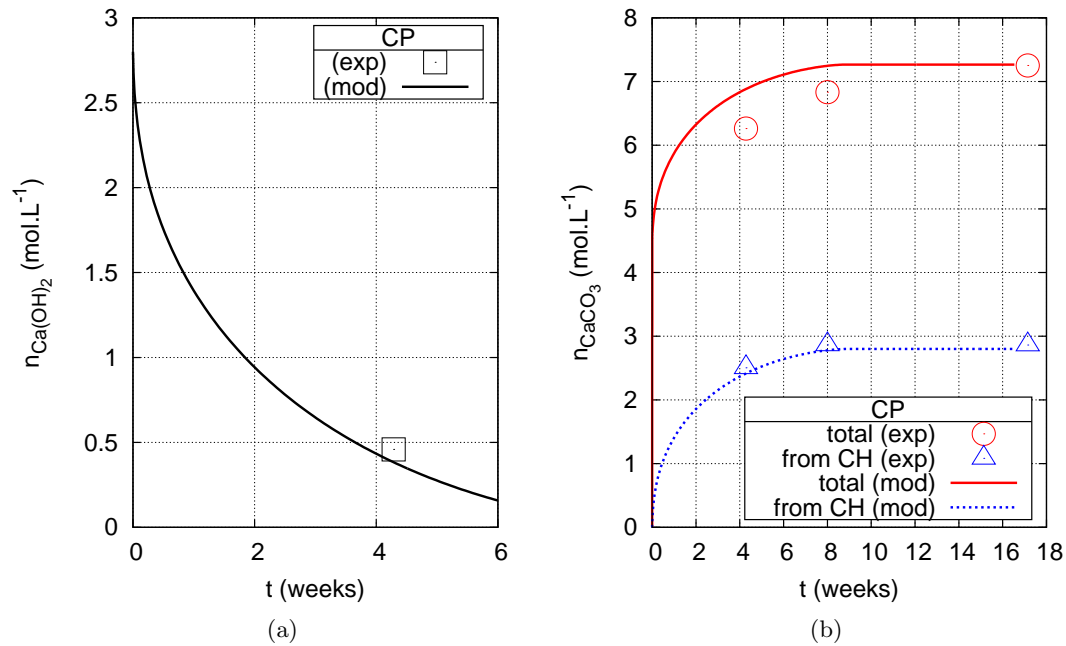 3
2.5
2
1.5
1
0.5
0
0 2 4 6
n_Ca(OH)₂ (mol.L⁻¹)
t (weeks)
CP
(exp)
(mod)
(a)
8
7
6
5
4
3
2
1
0
0 2 4 6 8 10 12 14 16 18
n_CaCO₃ (mol.L⁻¹)
t (weeks)
CP
total (exp)
from CH (exp)
total (mod)
from CH (mod)
(b)